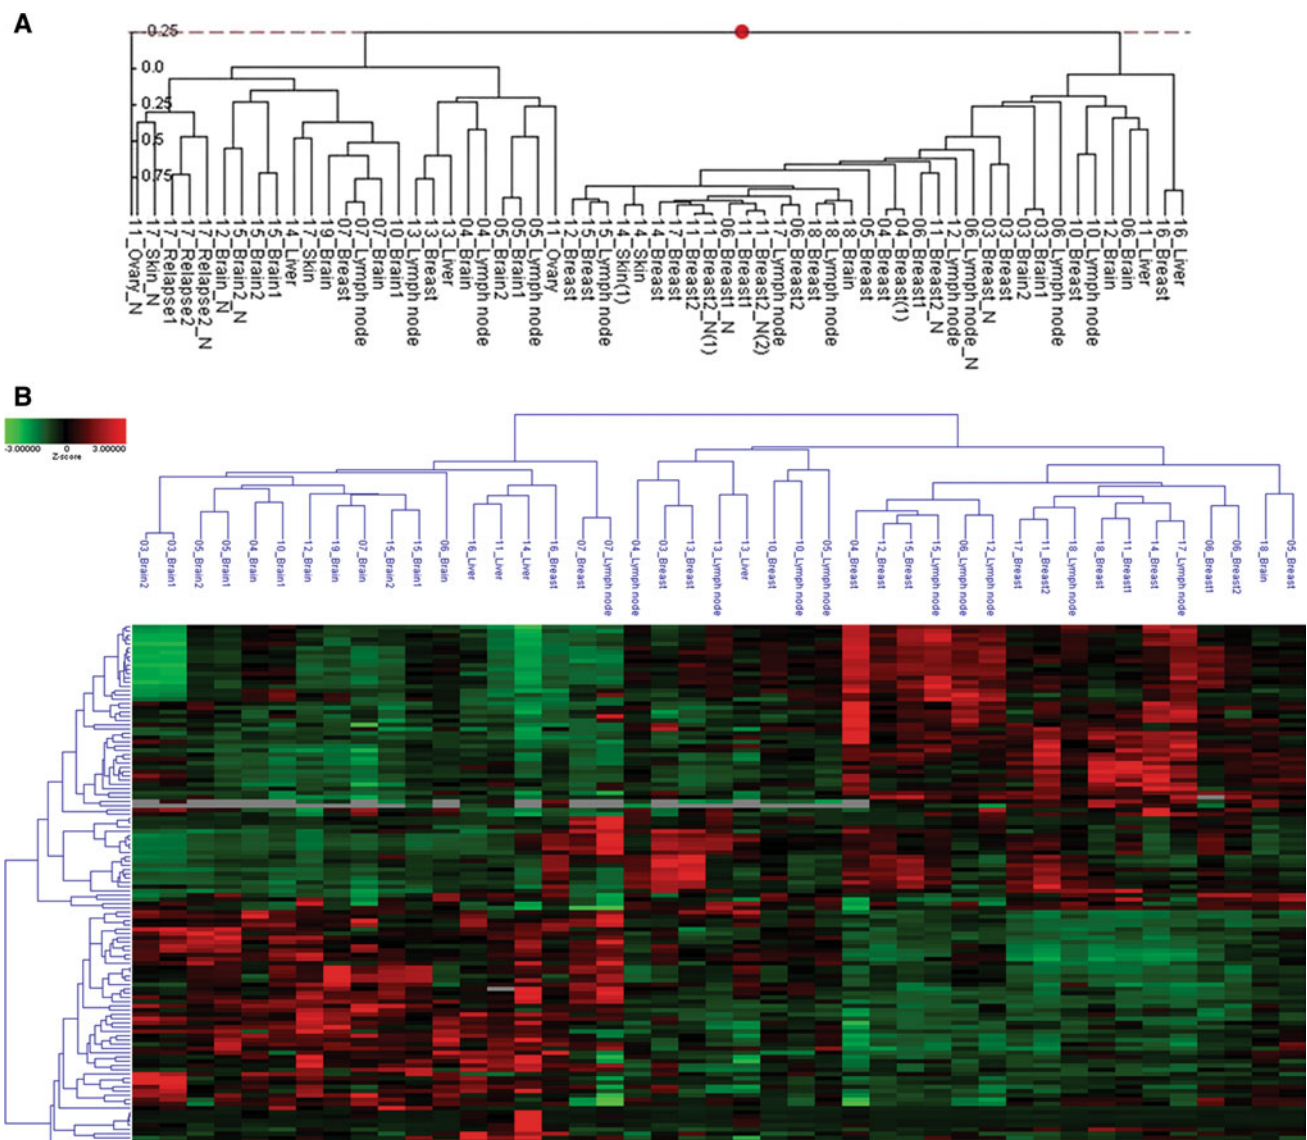 A
-0.25
0.0
0.25
0.5
0.75
11_Ovary_N
17_Skin_N
17_Relapse1
17_Relapse2
17_Relapse2_N
12_Brain_N
15_Brain2_N
15_Brain2
15_Brain1
14_Liver
17_Skin
19_Brain
07_Breast
07_Lymph node
07_Brain
10_Brain1
13_Lymph node
13_Breast
13_Liver
04_Brain
04_Lymph node
05_Brain2
05_Brain1
05_Lymph node
11_Ovary
12_Breast
15_Breast
15_Lymph node
14_Skin(1)
14_Skin
14_Breast
17_Breast
11_Breast2
11_Breast2_N(1)
06_Breast1_N
11_Breast1
11_Breast2_N(2)
17_Lymph node
06_Breast2
18_Breast
18_Lymph node
18_Brain
05_Breast
04_Breast
04_Breast(1)
06_Breast1
11_Breast2_N
12_Lymph node
06_Lymph node_N
03_Breast_N
03_Breast
03_Brain2
03_Brain1
06_Lymph node
10_Breast
10_Lymph node
12_Brain
06_Brain
11_Liver
16_Breast
16_Liver
B
-3.00000 0 3.00000
Z-score
03_Brain2
03_Brain1
05_Brain2
05_Brain1
04_Brain
10_Brain1
12_Brain
19_Brain
07_Brain
15_Brain2
15_Brain1
06_Brain
16_Liver
11_Liver
14_Liver
16_Breast
07_Breast
07_Lymph node
04_Lymph node
03_Breast
13_Breast
13_Lymph node
13_Liver
10_Breast
10_Lymph node
05_Lymph node
04_Breast
12_Breast
15_Breast
15_Lymph node
06_Lymph node
12_Lymph node
17_Breast
11_Breast2
18_Lymph node
18_Breast
11_Breast1
14_Breast
17_Lymph node
06_Breast1
06_Breast2
18_Brain
05_Breast